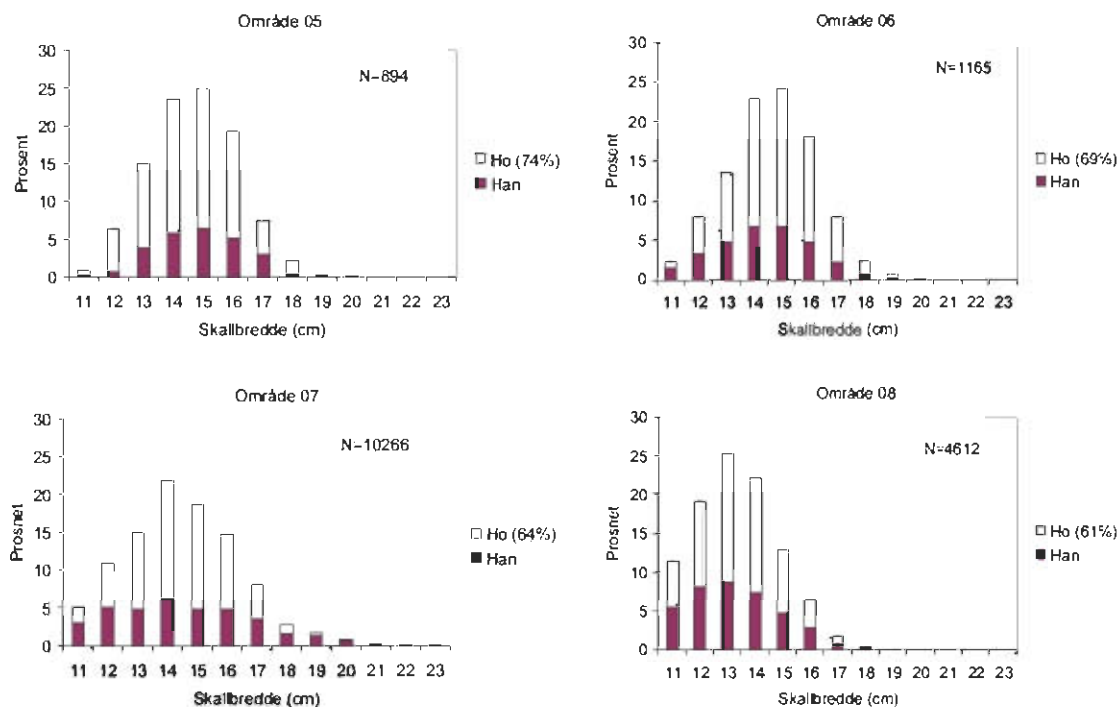 Område 05
30
25
20
15
10
5
0
Prosent
N=894
Ho (74%)
Han
11 12 13 14 15 16 17 18 19 20 21 22 23
Skallbredde (cm)
Område 06
30
25
20
15
10
5
0
Prosent
N=1165
Ho (69%)
Han
11 12 13 14 15 16 17 18 19 20 21 22 23
Skallbredde (cm)
Område 07
30
25
20
15
10
5
0
Prosnet
N=10266
Ho (64%)
Han
11 12 13 14 15 16 17 18 19 20 21 22 23
Skallbredde (cm)
Område 08
30
25
20
15
10
5
0
Prosnet
N=4612
Ho (61%)
Han
11 12 13 14 15 16 17 18 19 20 21 22 23
Skallbredde (cm)